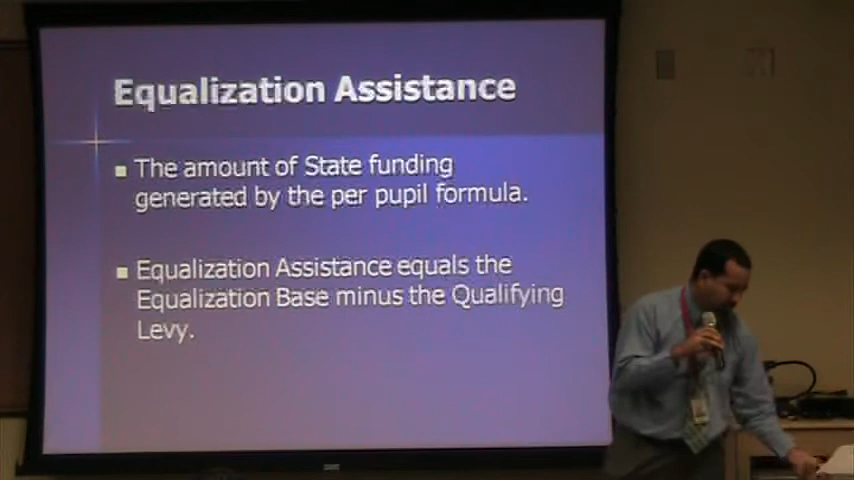 Equalization Assistance
The amount of State funding
generated by the per pupil formula.
Equalization Assistance equals the
Equalization Base minus the Qualifying
Levy.